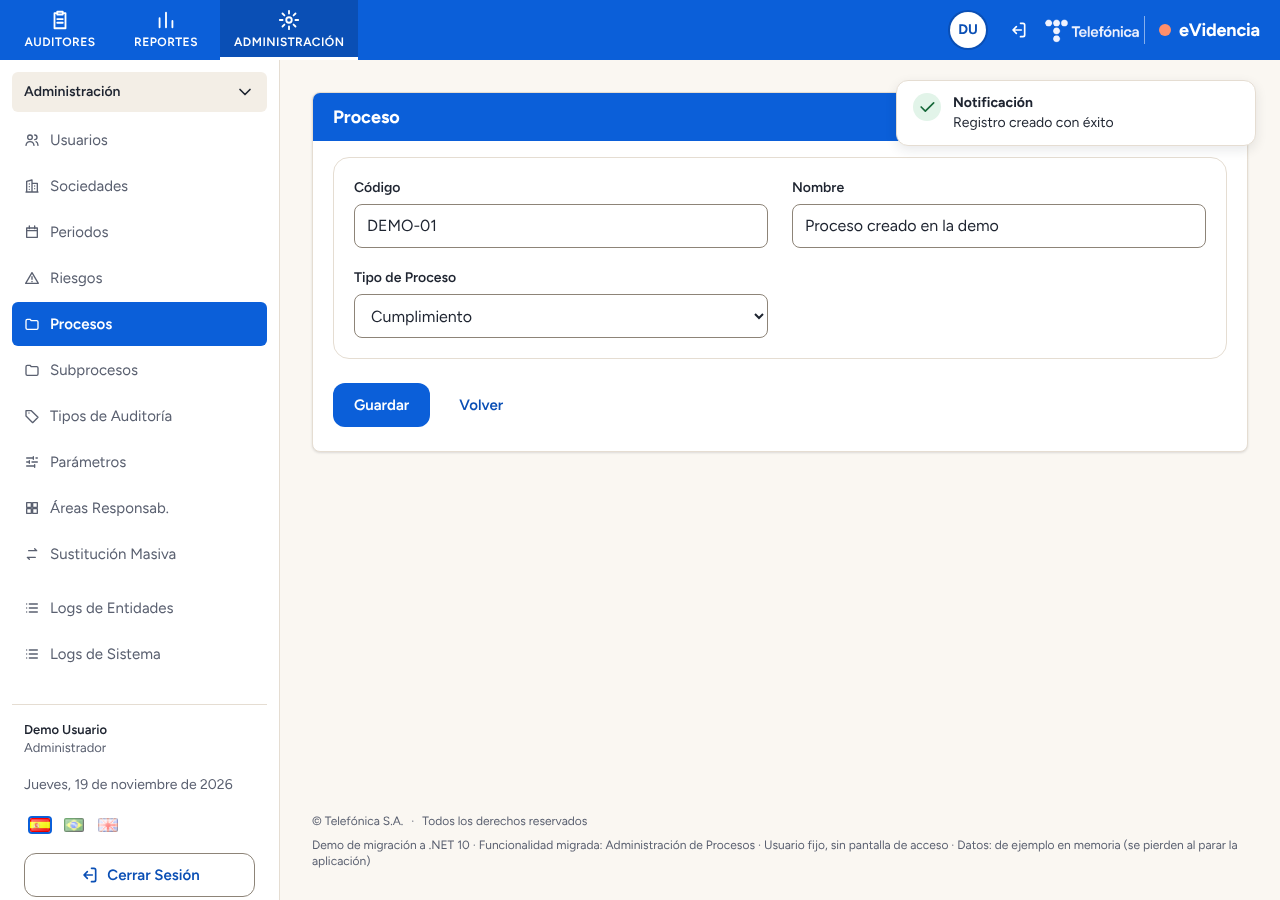 AUDITORES
REPORTES
ADMINISTRACIÓN
DU
Telefónica
eVidencia
Administración
Usuarios
Sociedades
Periodos
Riesgos
Procesos
Subprocesos
Tipos de Auditoría
Parámetros
Áreas Responsab.
Sustitución Masiva
Logs de Entidades
Logs de Sistema
Demo Usuario
Administrador
Jueves, 19 de noviembre de 2026
Cerrar Sesión
Proceso
Notificación
Registro creado con éxito
Código
Nombre
DEMO-01
Proceso creado en la demo
Tipo de Proceso
Cumplimiento
Guardar
Volver
© Telefónica S.A. · Todos los derechos reservados
Demo de migración a .NET 10 · Funcionalidad migrada: Administración de Procesos · Usuario fijo, sin pantalla de acceso · Datos: de ejemplo en memoria (se pierden al parar la
aplicación)